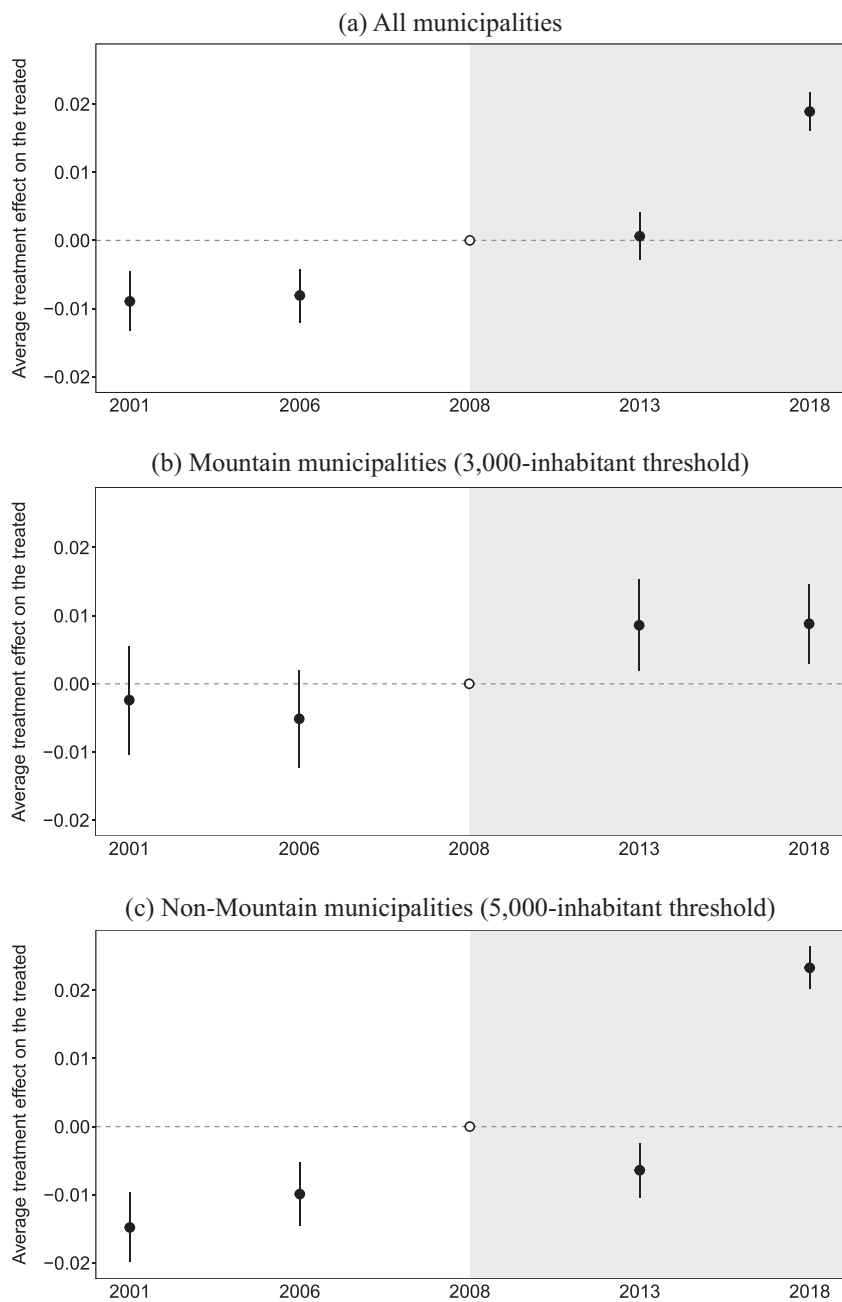 (a) All municipalities
Average treatment effect on the treated
0.02
0.01
0.00
−0.01
−0.02
2001 2006 2008 2013 2018
(b) Mountain municipalities (3,000-inhabitant threshold)
Average treatment effect on the treated
0.02
0.01
0.00
−0.01
−0.02
2001 2006 2008 2013 2018
(c) Non-Mountain municipalities (5,000-inhabitant threshold)
Average treatment effect on the treated
0.02
0.01
0.00
−0.01
−0.02
2001 2006 2008 2013 2018